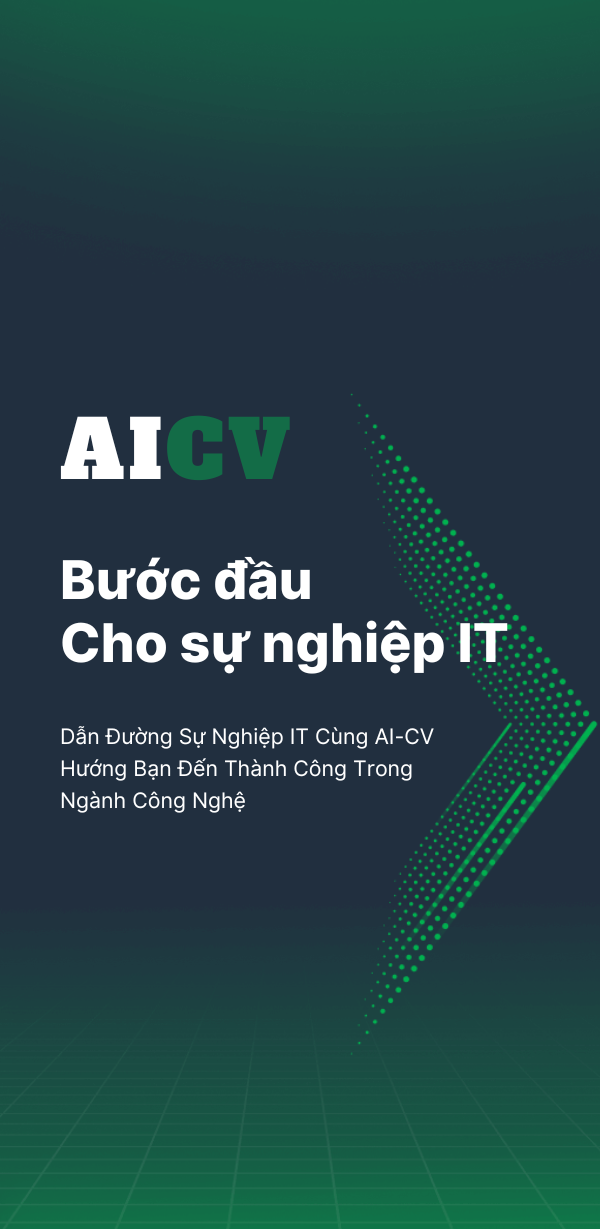 AICV
Bước đầu
Cho sự nghiệp IT
Dẫn Đường Sự Nghiệp IT Cùng AI-CV
Hướng Bạn Đến Thành Công Trong
Ngành Công Nghệ